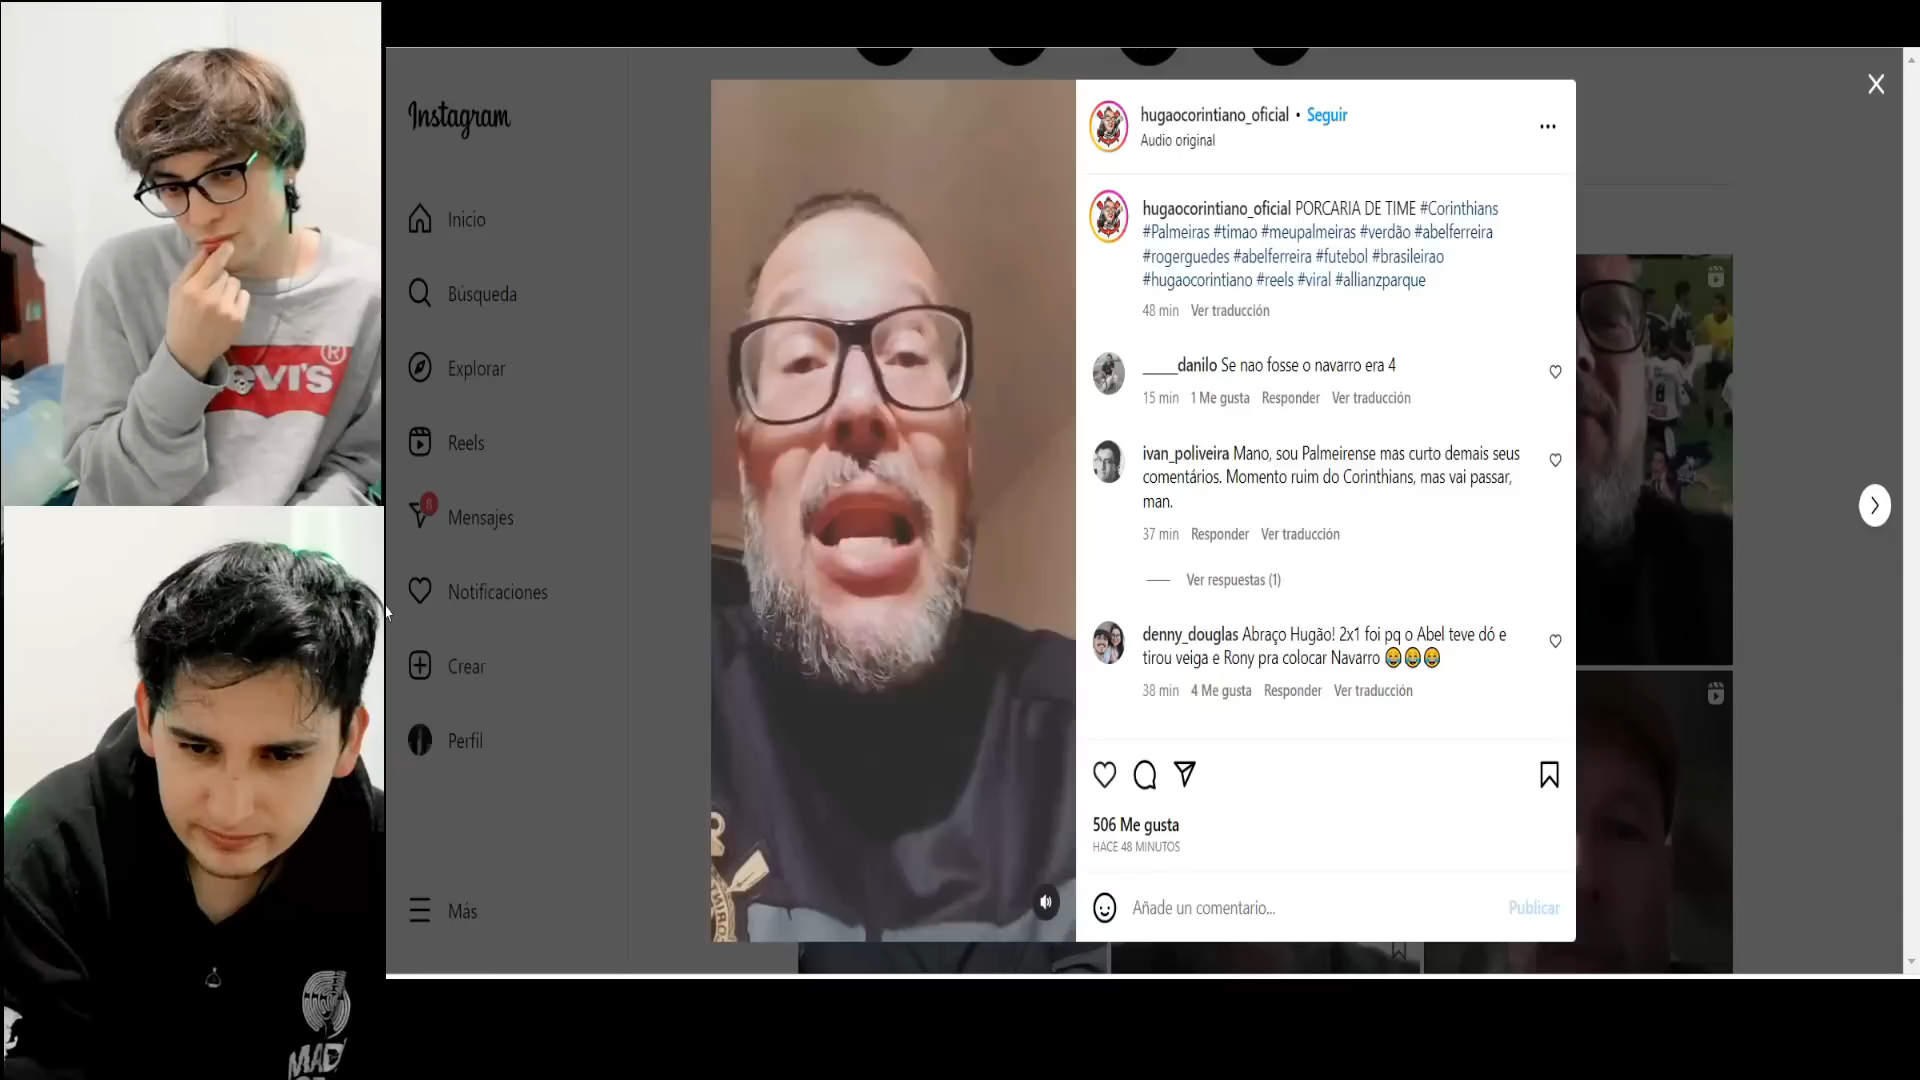 Instagram
Inicio
Búsqueda
Explorar
Reels
8
Mensajes
Notificaciones
Crear
Perfil
Más
hugaocorintiano_oficial • Seguir
Audio original
hugaocorintiano_oficial PORCARIA DE TIME #Corinthians
#Palmeiras #timao #meupalmeiras #verdão #abelferreira
#rogerguedes #abelferreira #futebol #brasileirao
#hugaocorintiano #reels #viral #allianzparque
48 min Ver traducción
_____danilo Se nao fosse o navarro era 4
15 min 1 Me gusta Responder Ver traducción
ivan_poliveira Mano, sou Palmeirense mas curto demais seus
comentários. Momento ruim do Corinthians, mas vai passar,
man.
37 min Responder Ver traducción
Ver respuestas (1)
denny_douglas Abraço Hugão! 2x1 foi pq o Abel teve dó e
tirou veiga e Rony pra colocar Navarro 😂😂😂
38 min 4 Me gusta Responder Ver traducción
506 Me gusta
HACE 48 MINUTOS
Añade un comentario... Publicar
evi's ®
MAD